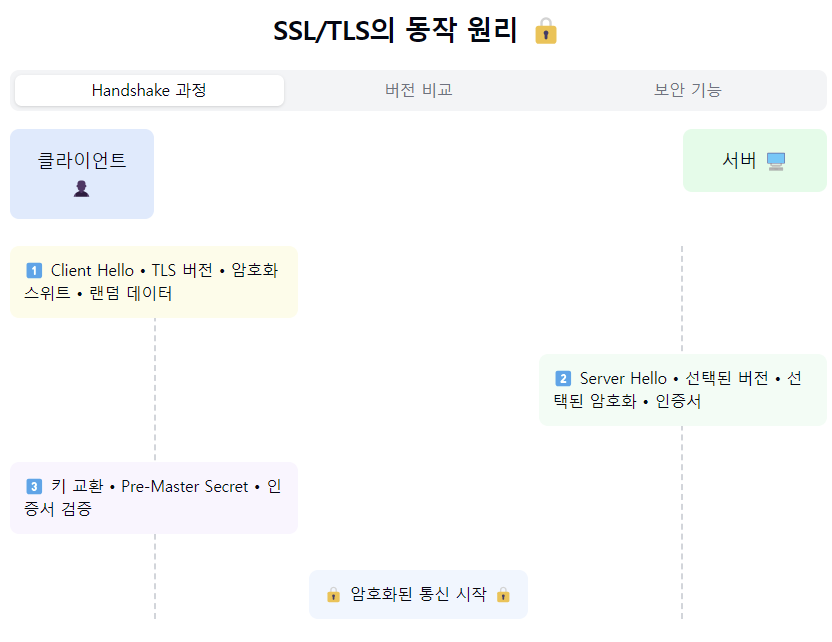 SSL/TLS의 동작 원리 🔒
Handshake 과정
버전 비교
보안 기능
클라이언트
👤
서버 🖥️
1️⃣ Client Hello • TLS 버전 • 암호화
스위트 • 랜덤 데이터
2️⃣ Server Hello • 선택된 버전 • 선
택된 암호화 • 인증서
3️⃣ 키 교환 • Pre-Master Secret • 인
증서 검증
🔒 암호화된 통신 시작 🔒